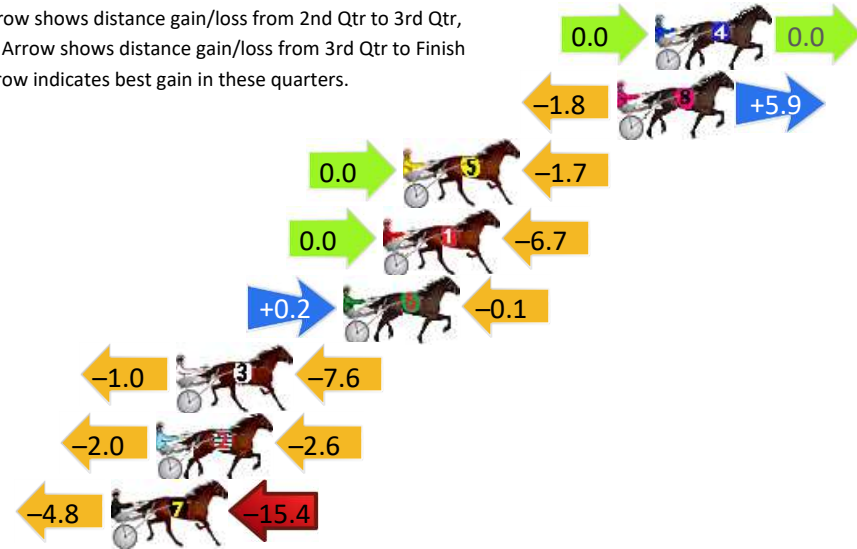 row shows distance gain/loss from 2nd Qtr to 3rd Qtr,
Arrow shows distance gain/loss from 3rd Qtr to Finish
row indicates best gain in these quarters.
0.0 4 0.0
–1.8 8 +5.9
0.0 5 –1.7
0.0 1 –6.7
+0.2 –0.1
–1.0 3 –7.6
–2.0 2 –2.6
–4.8 7 –15.4